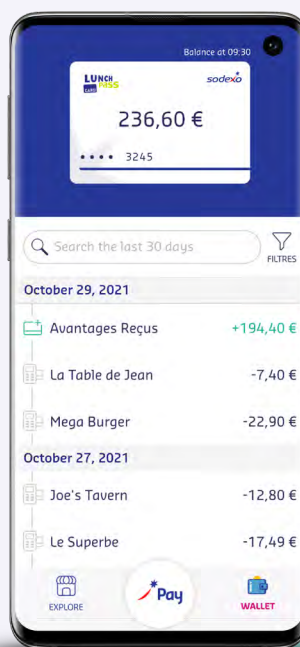 Balance at 09:30
LUNCH
PASS
CARD
sodexo
236,60 €
•••• 3245
Search the last 30 days
FILTRES
October 29, 2021
Avantages Reçus +194,40 €
La Table de Jean -7,40 €
Mega Burger -22,90 €
October 27, 2021
Joe's Tavern -12,80 €
Le Superbe -17,49 €
EXPLORE
Pay
WALLET